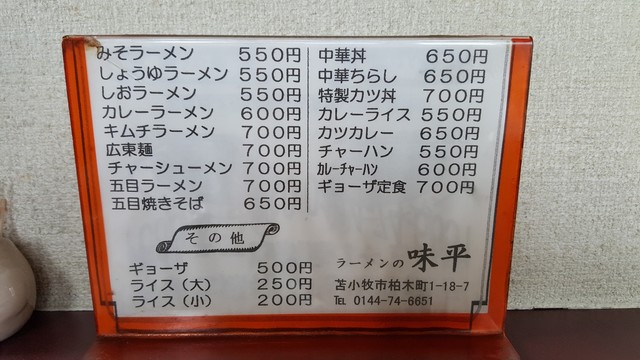 みそラーメン 550円
しょうゆラーメン 550円
しおラーメン 550円
カレーラーメン 600円
キムチラーメン 700円
広東麺 700円
チャーシューメン 700円
五目ラーメン 700円
五目焼きそば 650円
中華丼 650円
中華ちらし 650円
特製カツ丼 700円
カレーライス 550円
カツカレー 650円
チャーハン 550円
ｶﾚｰﾁｬｰﾊﾝ 600円
ギョーザ定食 700円
その他
ギョーザ 500円
ライス（大） 250円
ライス（小） 200円
ラーメンの 味平
苫小牧市柏木町1-18-7
℡ 0144-74-6651